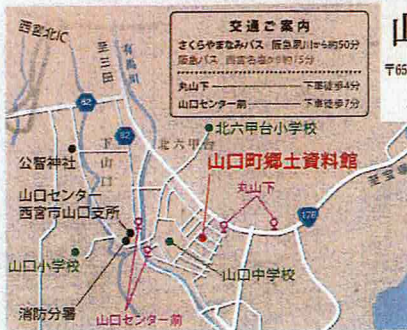 交通ご案内
さくらやまなみバス 阪急夙川から約50分
阪急バス 西宮名塩から約15分
丸山下 下車徒歩4分
山口センター前 下車徒歩7分
山
〒65
西宮北IC
至三田
有馬川
82
82
下山口
北六甲台
北六甲台小学校
公智神社
山口町郷土資料館
山口センター
西宮市山口支所
丸山下
176
至宝塚
山口小学校
山口中学校
消防分署
山口センター前